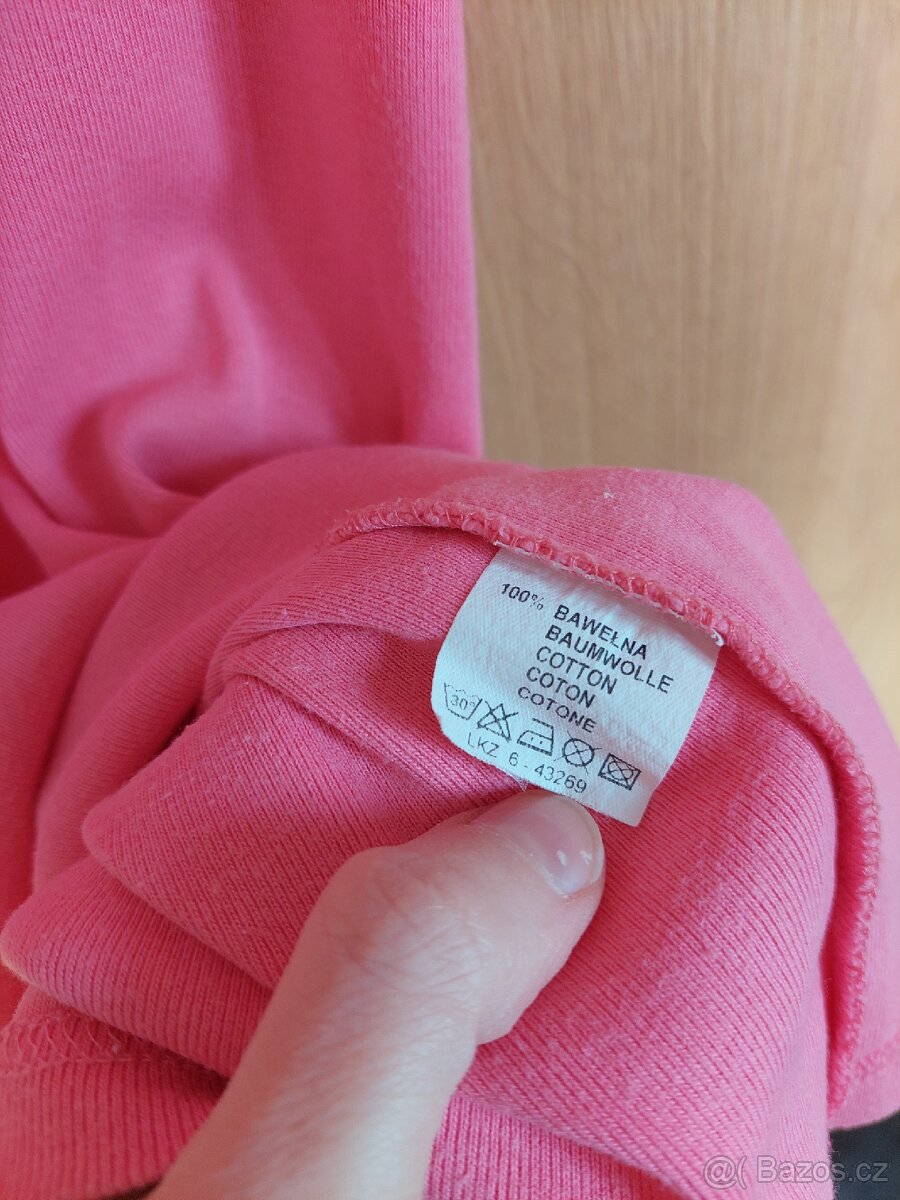 100% BAWEŁNA
BAUMWOLLE
COTTON
COTON
COTONE
30°
LKZ 6-43269
@( Bazos.cz